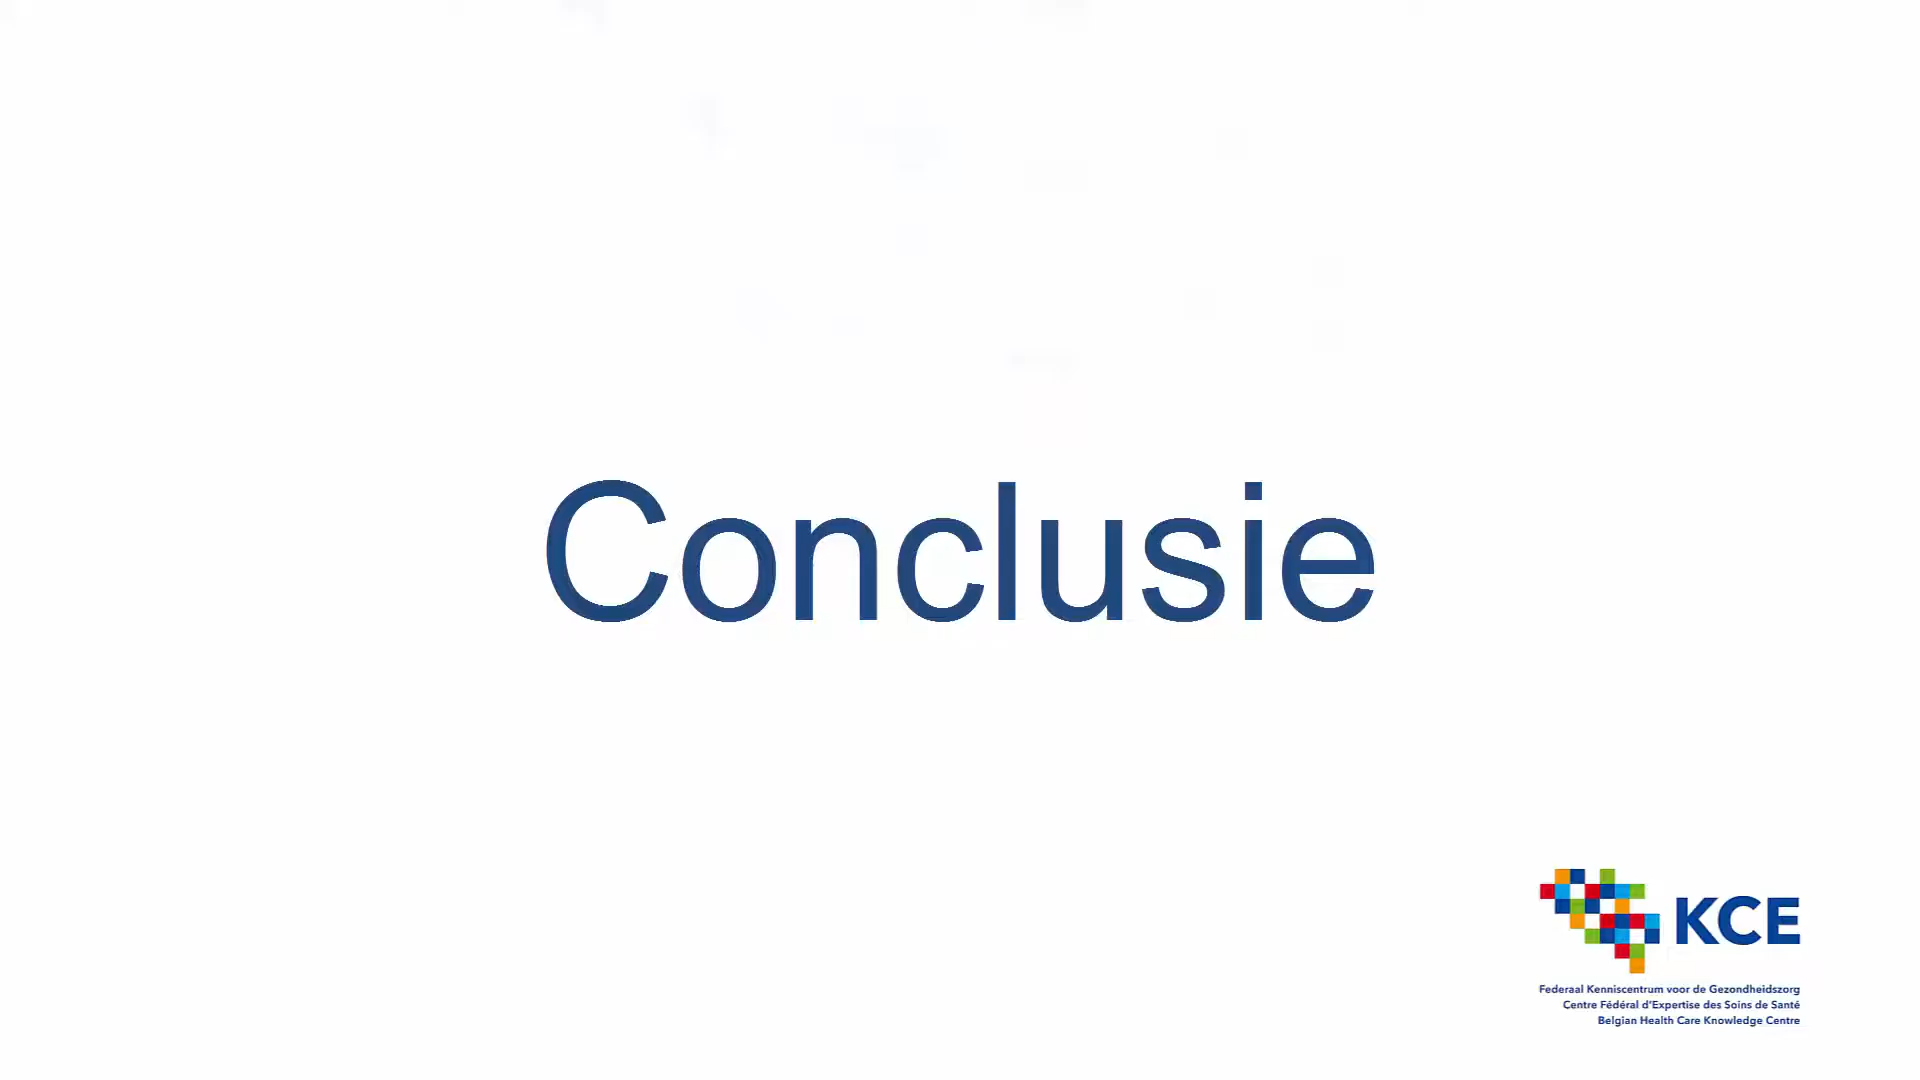 Conclusie
KCE
Federaal Kenniscentrum voor de Gezondheidszorg
Centre Fédéral d'Expertise des Soins de Santé
Belgian Health Care Knowledge Centre